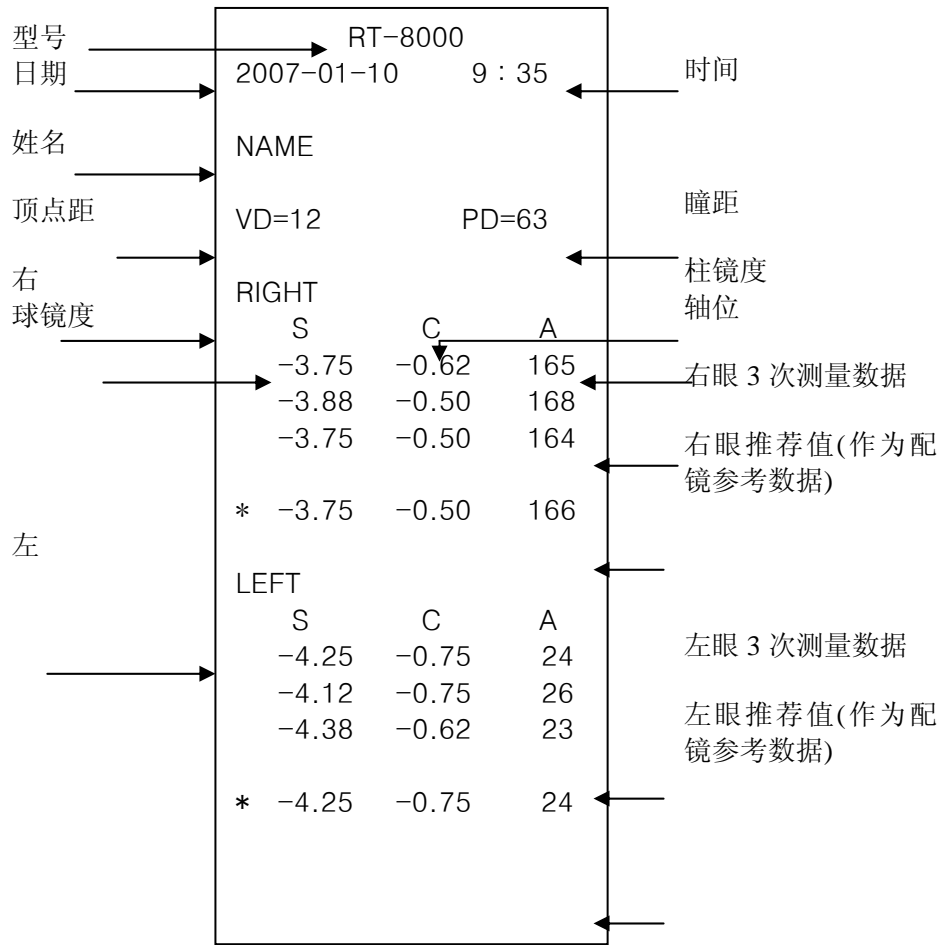 型号
RT-8000
日期
2007-01-10 9：35
时间
姓名
NAME
顶点距
VD=12 PD=63
瞳距
右
RIGHT
柱镜度
球镜度
轴位
S C A
-3.75 -0.62 165
右眼 3 次测量数据
-3.88 -0.50 168
-3.75 -0.50 164
右眼推荐值(作为配
镜参考数据)
* -3.75 -0.50 166
左
LEFT
S C A
-4.25 -0.75 24
左眼 3 次测量数据
-4.12 -0.75 26
-4.38 -0.62 23
左眼推荐值(作为配
镜参考数据)
* -4.25 -0.75 24